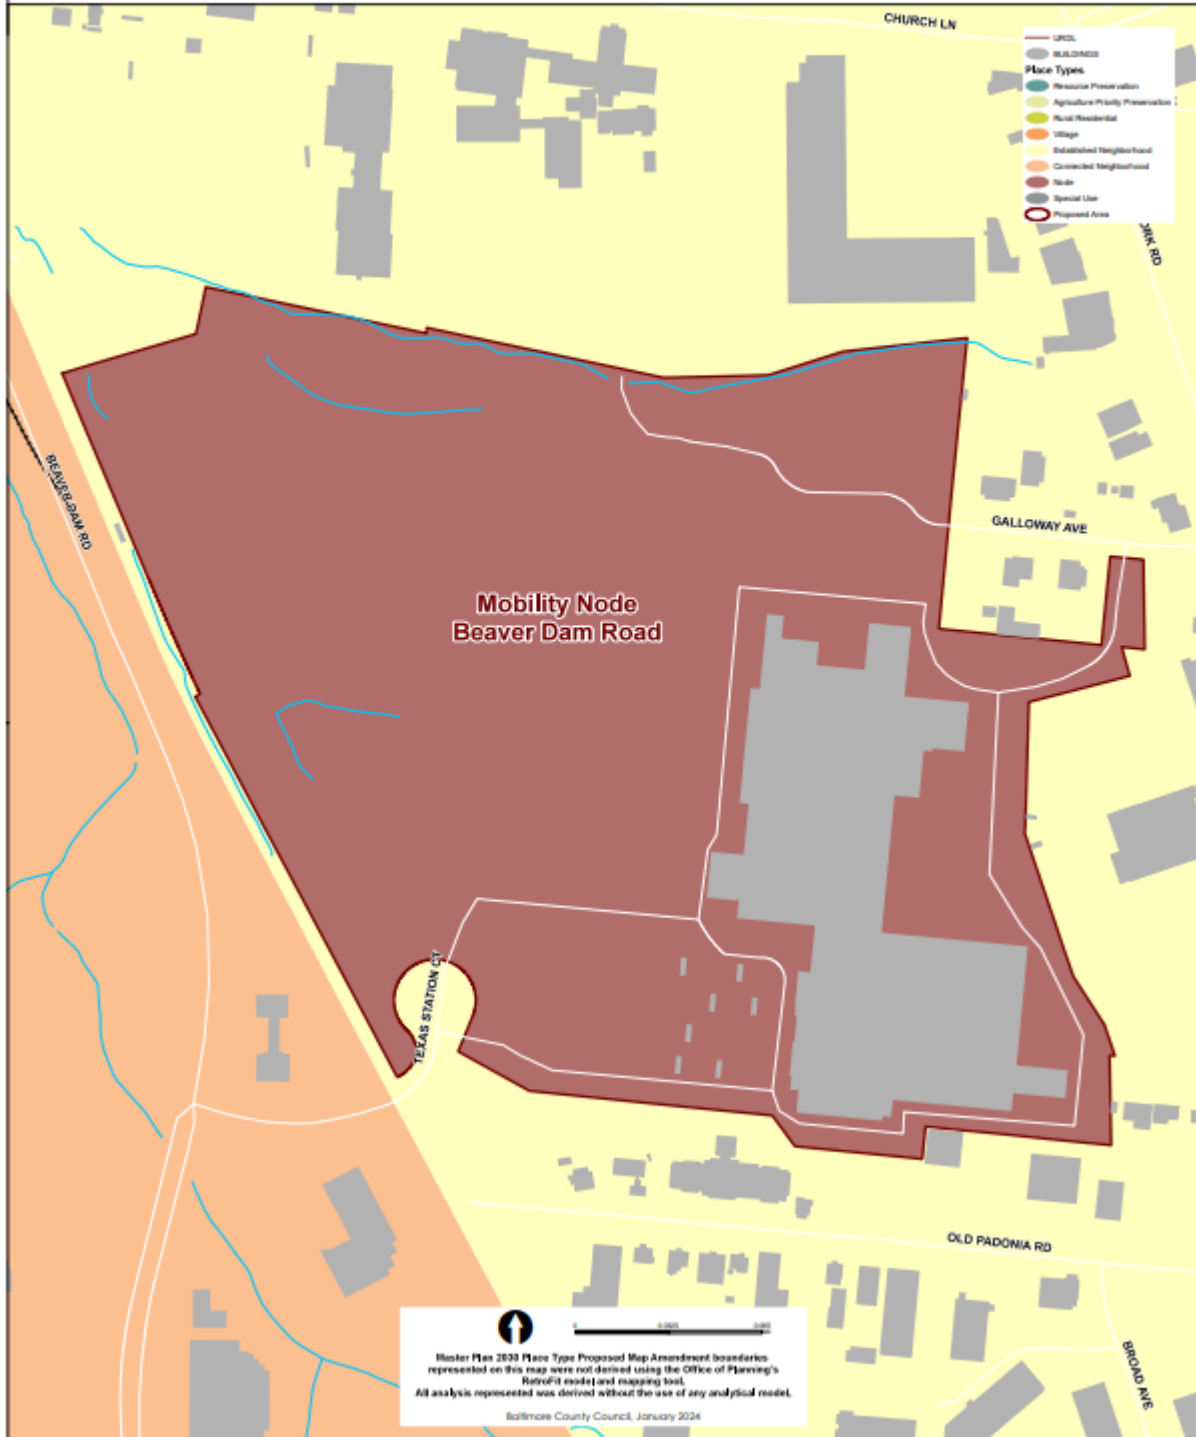 CHURCH LN
URDL
BUILDINGS
Place Types
Resource Preservation
Agriculture Priority Preservation
Rural Residential
Village
Established Neighborhood
Connected Neighborhood
Node
Special Use
Proposed Area
ORK RD
BEAVER DAM RD
GALLOWAY AVE
Mobility Node
Beaver Dam Road
TEXAS STATION CT
OLD PADONIA RD
BROAD AVE
0
Master Plan 2030 Place Type Proposed Map Amendment boundaries
represented on this map were not derived using the Office of Planning's
RetroFit model and mapping tool.
All analysis represented was derived without the use of any analytical model.
Baltimore County Council, January 2024